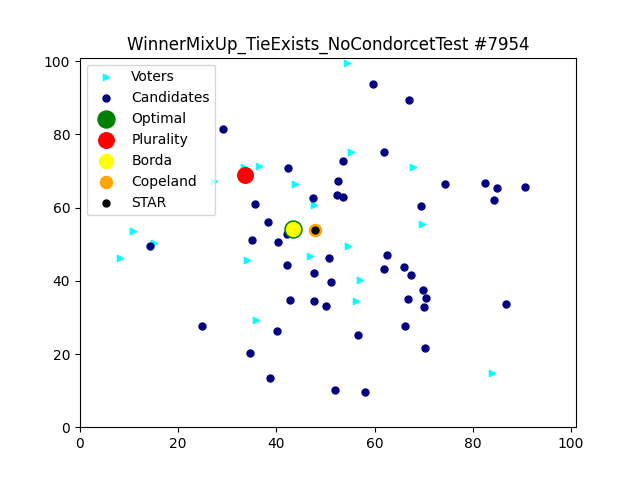 WinnerMixUp_TieExists_NoCondorcetTest #7954
100
80
60
40
20
0
Voters
Candidates
Optimal
Plurality
Borda
Copeland
STAR
0 20 40 60 80 100